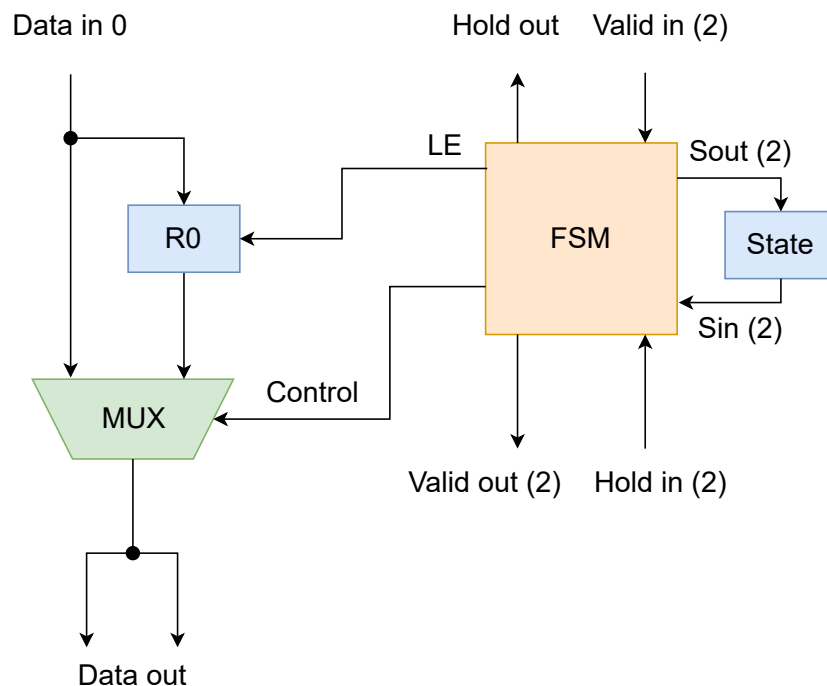 Data in 0
Hold out
Valid in (2)
LE
Sout (2)
R0
FSM
State
Sin (2)
Control
MUX
Valid out (2)
Hold in (2)
Data out